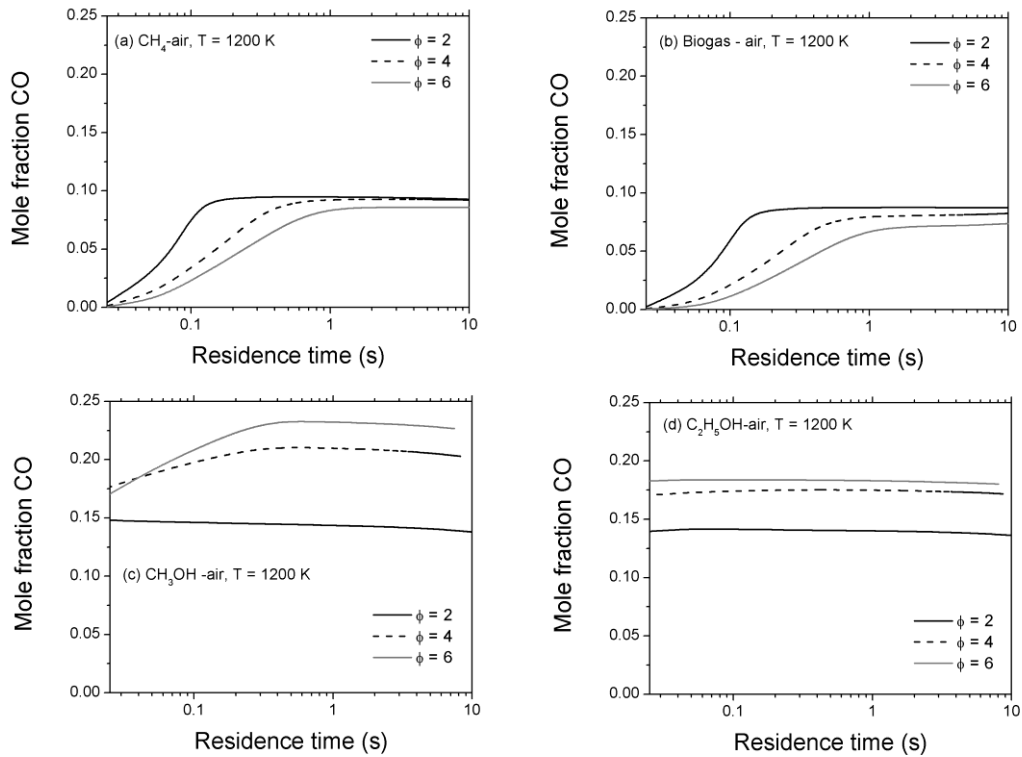 (a) CH₄-air, T = 1200 K
ϕ = 2
ϕ = 4
ϕ = 6
Mole fraction CO
0.25
0.20
0.15
0.10
0.05
0.00
0.1
1
10
Residence time (s)
(b) Biogas - air, T = 1200 K
ϕ = 2
ϕ = 4
ϕ = 6
Mole fraction CO
0.25
0.20
0.15
0.10
0.05
0.00
0.1
1
10
Residence time (s)
(c) CH₃OH -air, T = 1200 K
ϕ = 2
ϕ = 4
ϕ = 6
Mole fraction CO
0.25
0.20
0.15
0.10
0.05
0.00
0.1
1
10
Residence time (s)
(d) C₂H₅OH-air, T = 1200 K
ϕ = 2
ϕ = 4
ϕ = 6
Mole fraction CO
0.25
0.20
0.15
0.10
0.05
0.00
0.1
1
10
Residence time (s)